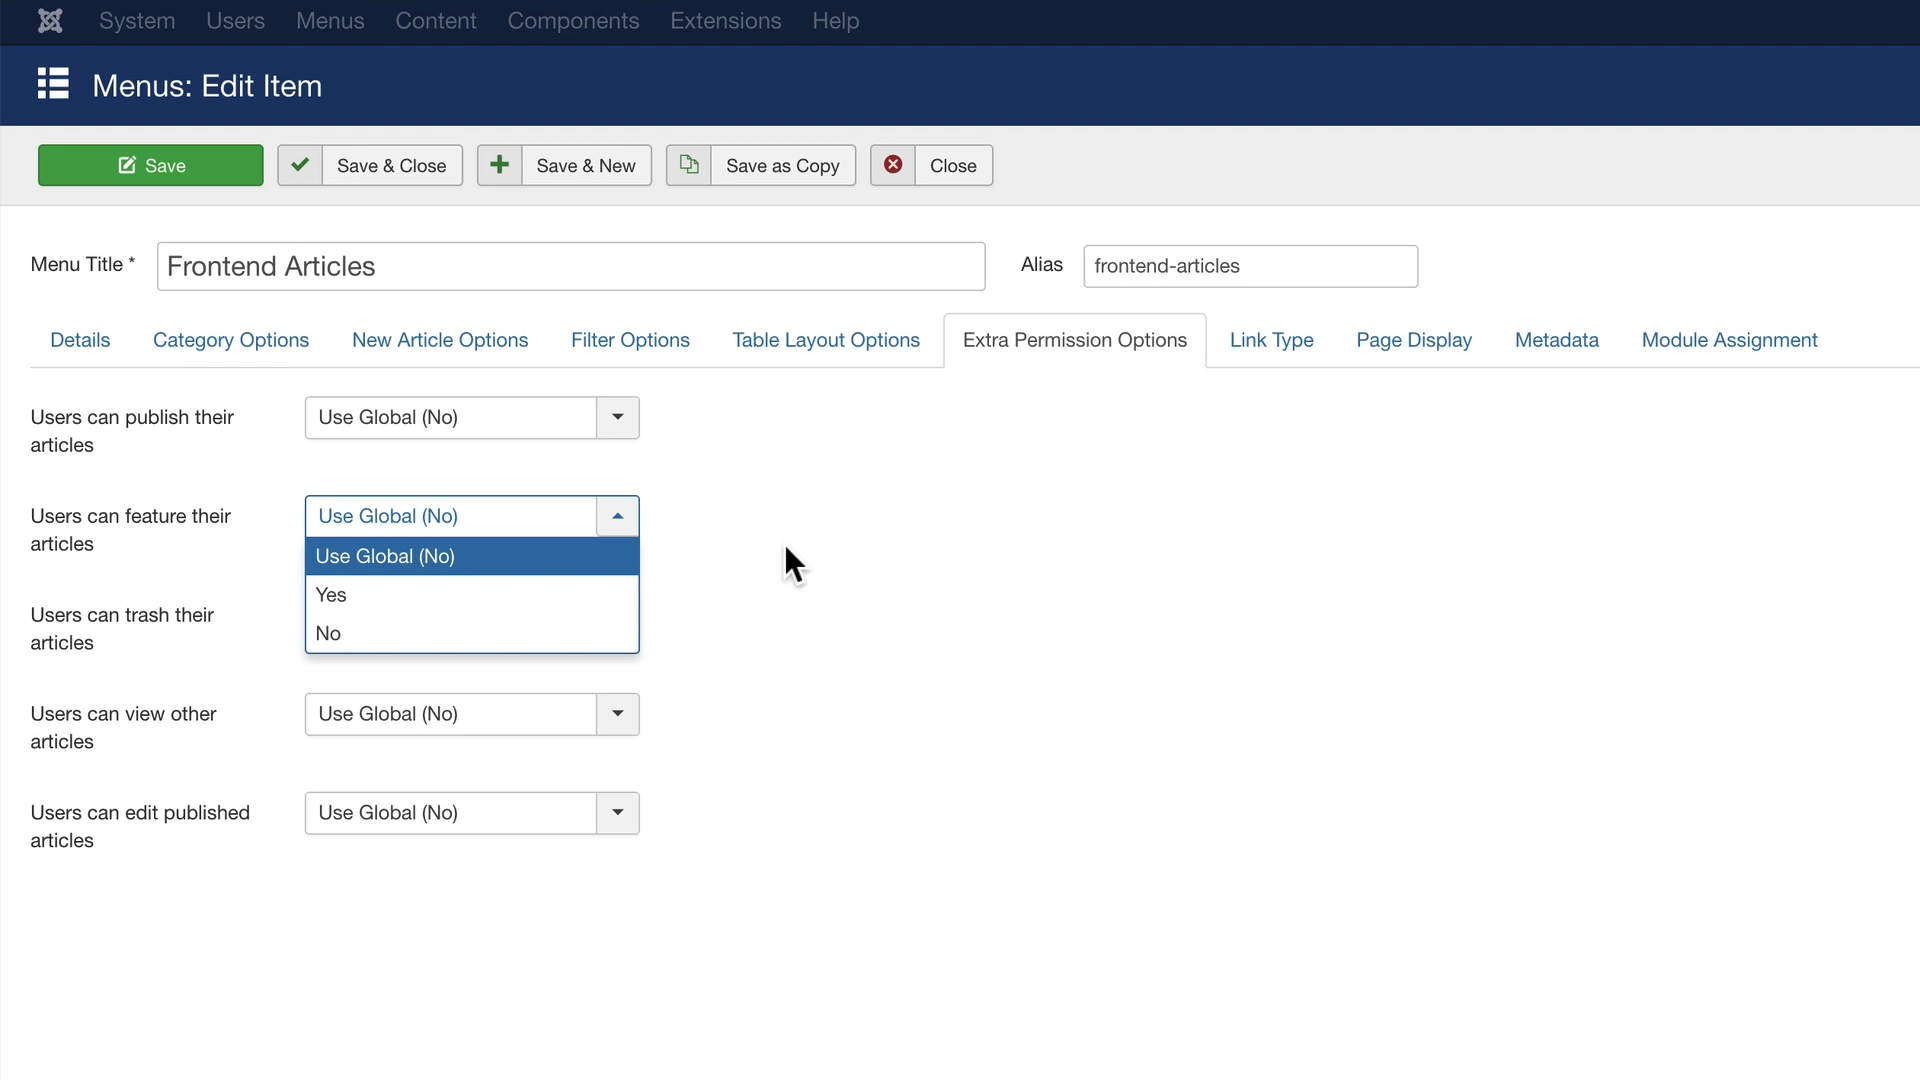 System Users Menus Content Components Extensions Help
Menus: Edit Item
Save Save & Close Save & New Save as Copy Close
Menu Title * Frontend Articles Alias frontend-articles
Details Category Options New Article Options Filter Options Table Layout Options Extra Permission Options Link Type Page Display Metadata Module Assignment
Users can publish their
articles
Use Global (No)
Users can feature their
articles
Use Global (No)
Use Global (No)
Yes
No
Users can trash their
articles
Users can view other
articles
Use Global (No)
Users can edit published
articles
Use Global (No)